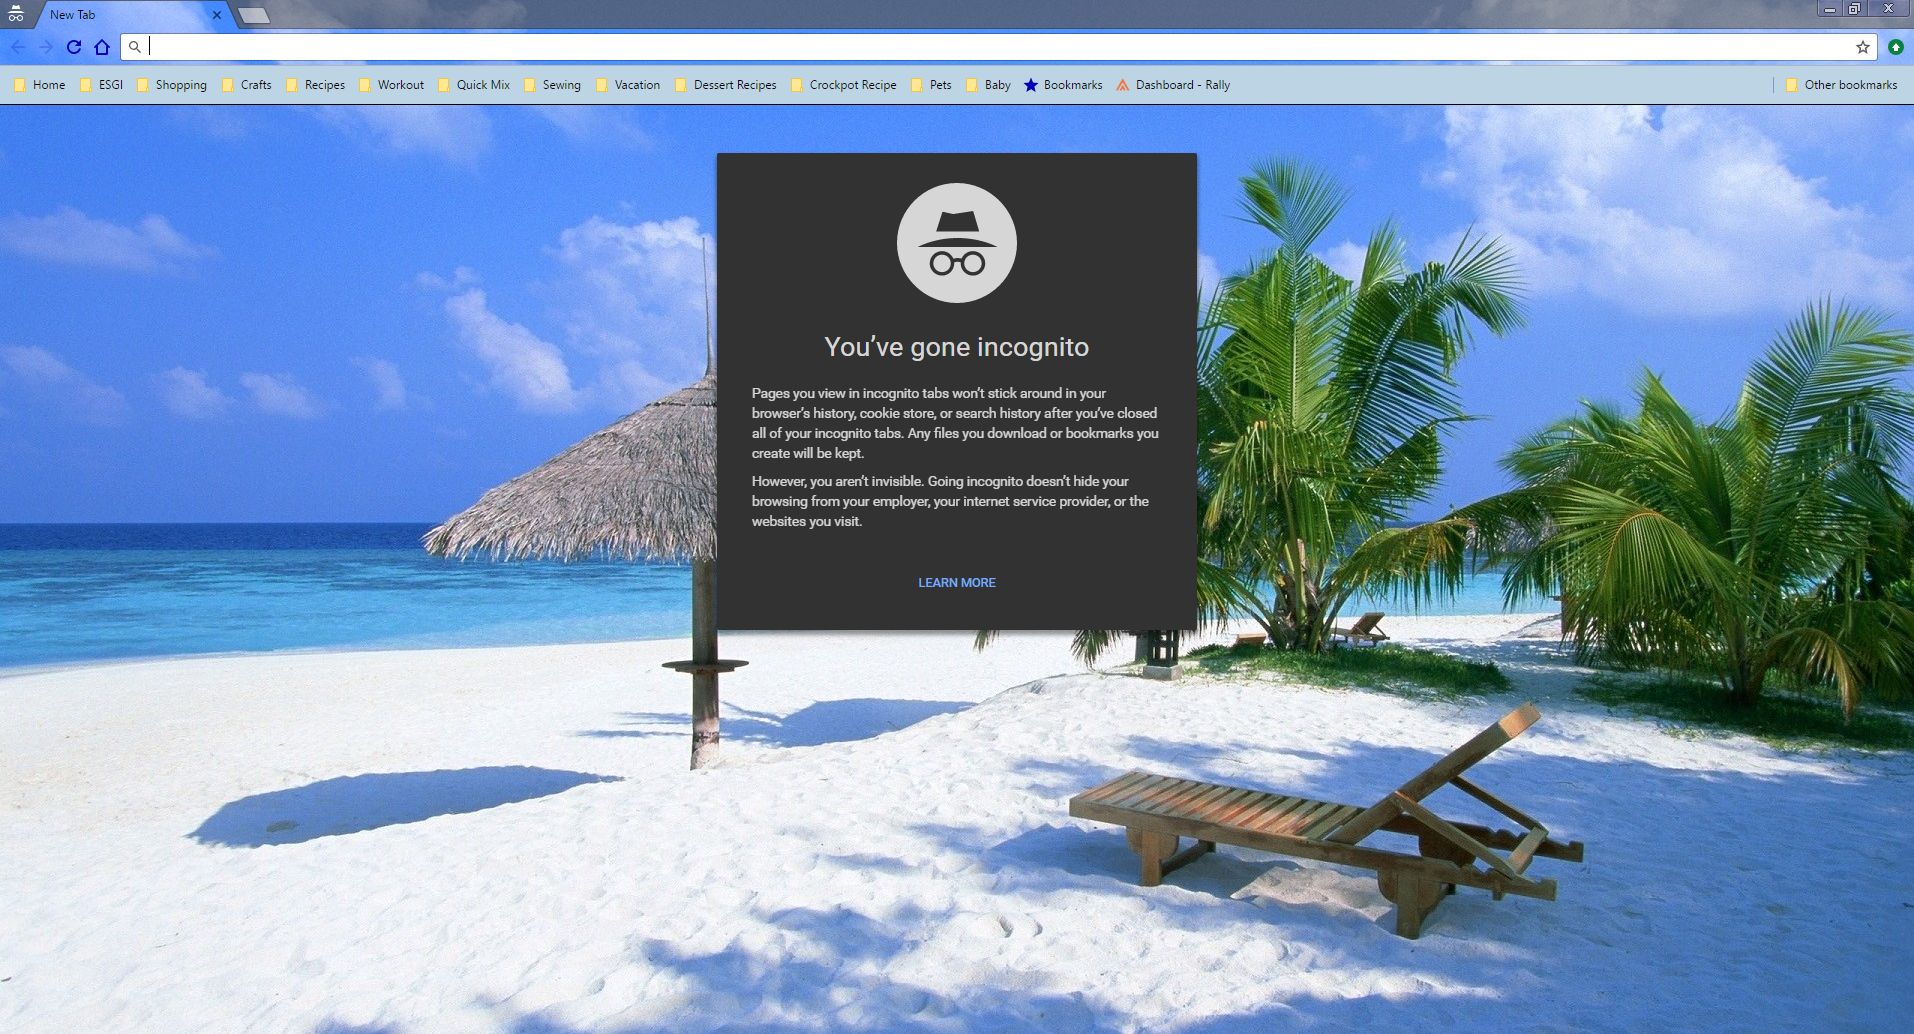 New Tab
Home ESGI Shopping Crafts Recipes Workout Quick Mix Sewing Vacation Dessert Recipes Crockpot Recipe Pets Baby Bookmarks Dashboard - Rally Other bookmarks
You’ve gone incognito
Pages you view in incognito tabs won’t stick around in your
browser’s history, cookie store, or search history after you’ve closed
all of your incognito tabs. Any files you download or bookmarks you
create will be kept.
However, you aren’t invisible. Going incognito doesn’t hide your
browsing from your employer, your internet service provider, or the
websites you visit.
LEARN MORE